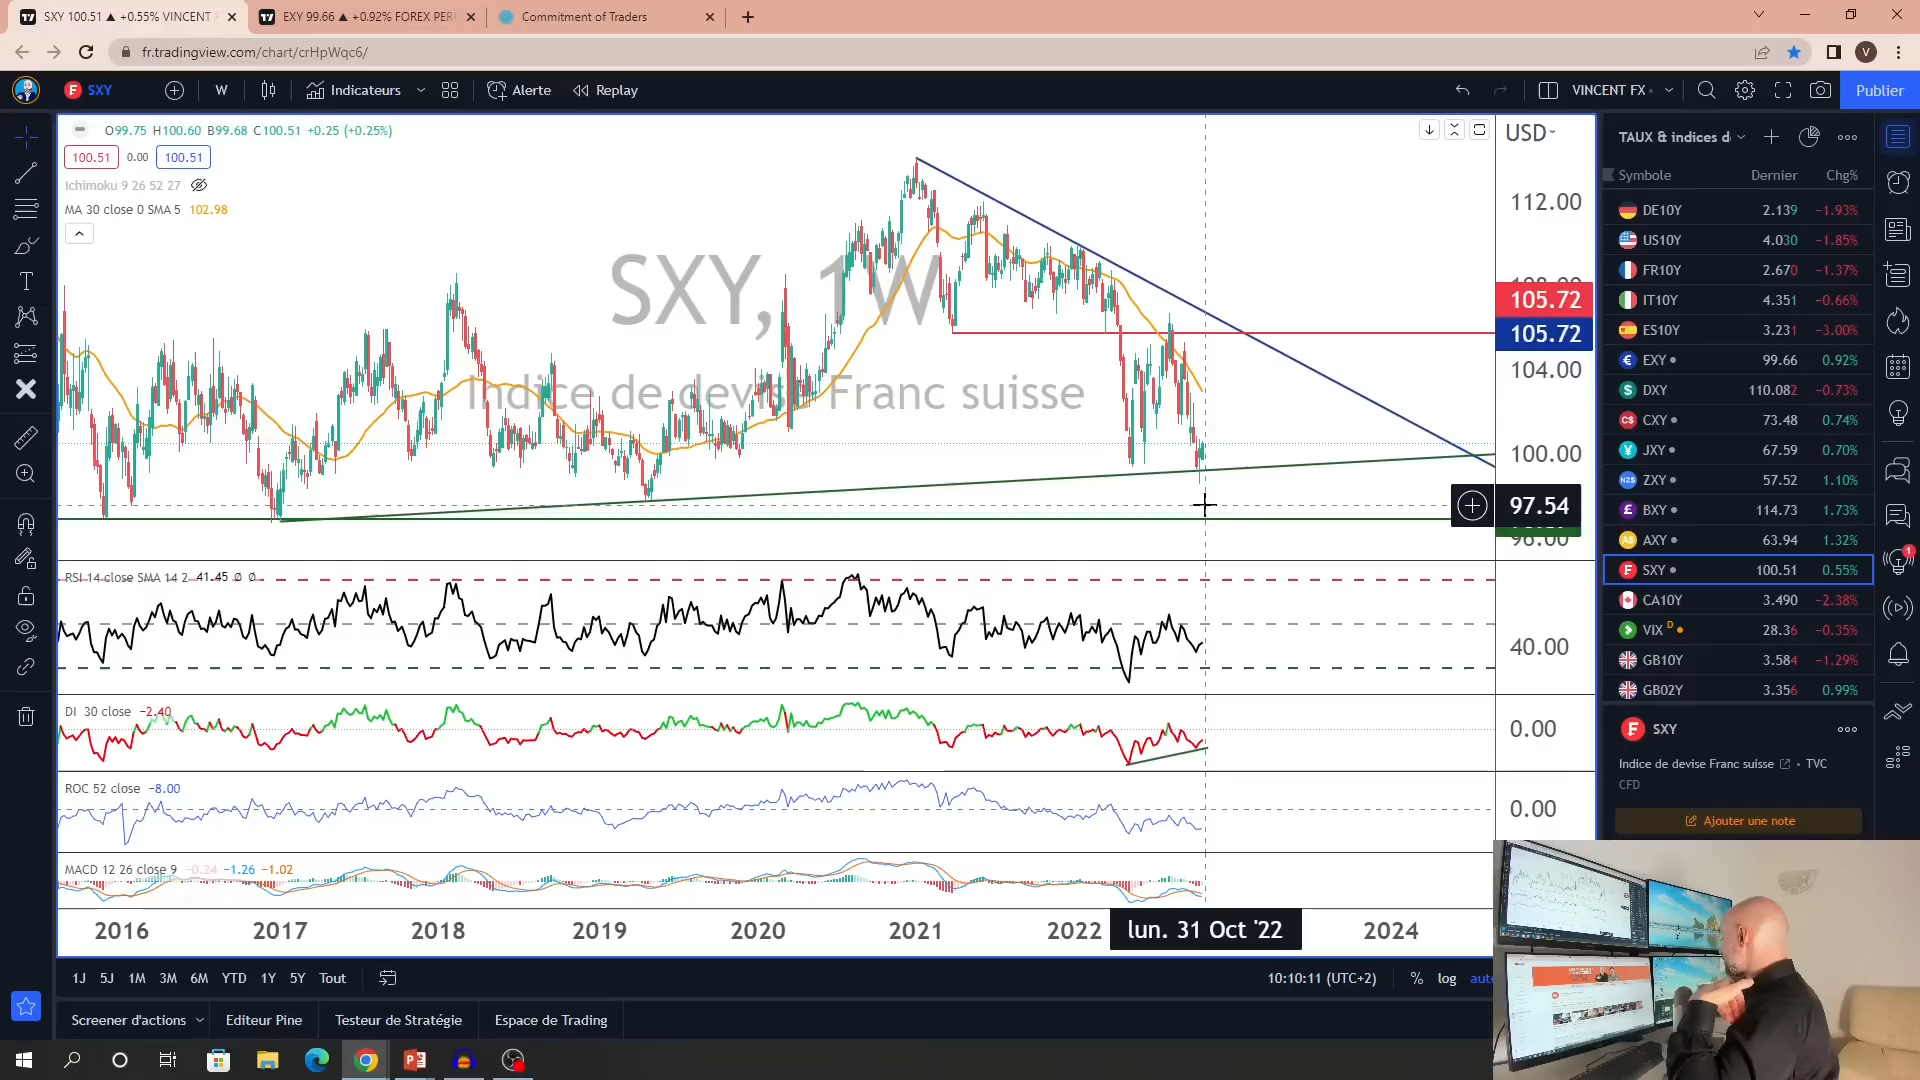 SXY 100.51 ▲ +0.55% VINCENT F
EXY 99.66 ▲ +0.92% FOREX PER
Commitment of Traders
fr.tradingview.com/chart/crHpWqc6/
V
SXY
W
Indicateurs
Alerte
Replay
VINCENT FX
Publier
O99.75 H100.60 B99.68 C100.51 +0.25 (+0.25%)
100.51 0.00 100.51
Ichimoku 9 26 52 27
MA 30 close 0 SMA 5 102.98
SXY, 1W
Indice de devise Franc suisse
USD
112.00
105.72
105.72
104.00
100.00
97.54
96.00
RSI 14 close SMA 14 2 41.45 ∅ ∅
40.00
DI 30 close −2.40
0.00
ROC 52 close −8.00
0.00
MACD 12 26 close 9 −0.24 −1.26 −1.02
2016 2017 2018 2019 2020 2021 2022 lun. 31 Oct '22 2024
1J 5J 1M 3M 6M YTD 1Y 5Y Tout
10:10:11 (UTC+2) % log auto
Screener d'actions
Editeur Pine
Testeur de Stratégie
Espace de Trading
TAUX & indices d
Symbole Dernier Chg%
DE10Y 2.139 −1.93%
US10Y 4.030 −1.85%
FR10Y 2.670 −1.37%
IT10Y 4.351 −0.66%
ES10Y 3.231 −3.00%
EXY 99.66 0.92%
DXY 110.082 −0.73%
CXY 73.48 0.74%
JXY 67.59 0.70%
ZXY 57.52 1.10%
BXY 114.73 1.73%
AXY 63.94 1.32%
SXY 100.51 0.55%
CA10Y 3.490 −2.38%
VIX D 28.36 −0.35%
GB10Y 3.584 −1.29%
GB02Y 3.356 0.99%
1
SXY
Indice de devise Franc suisse • TVC
CFD
Ajouter une note